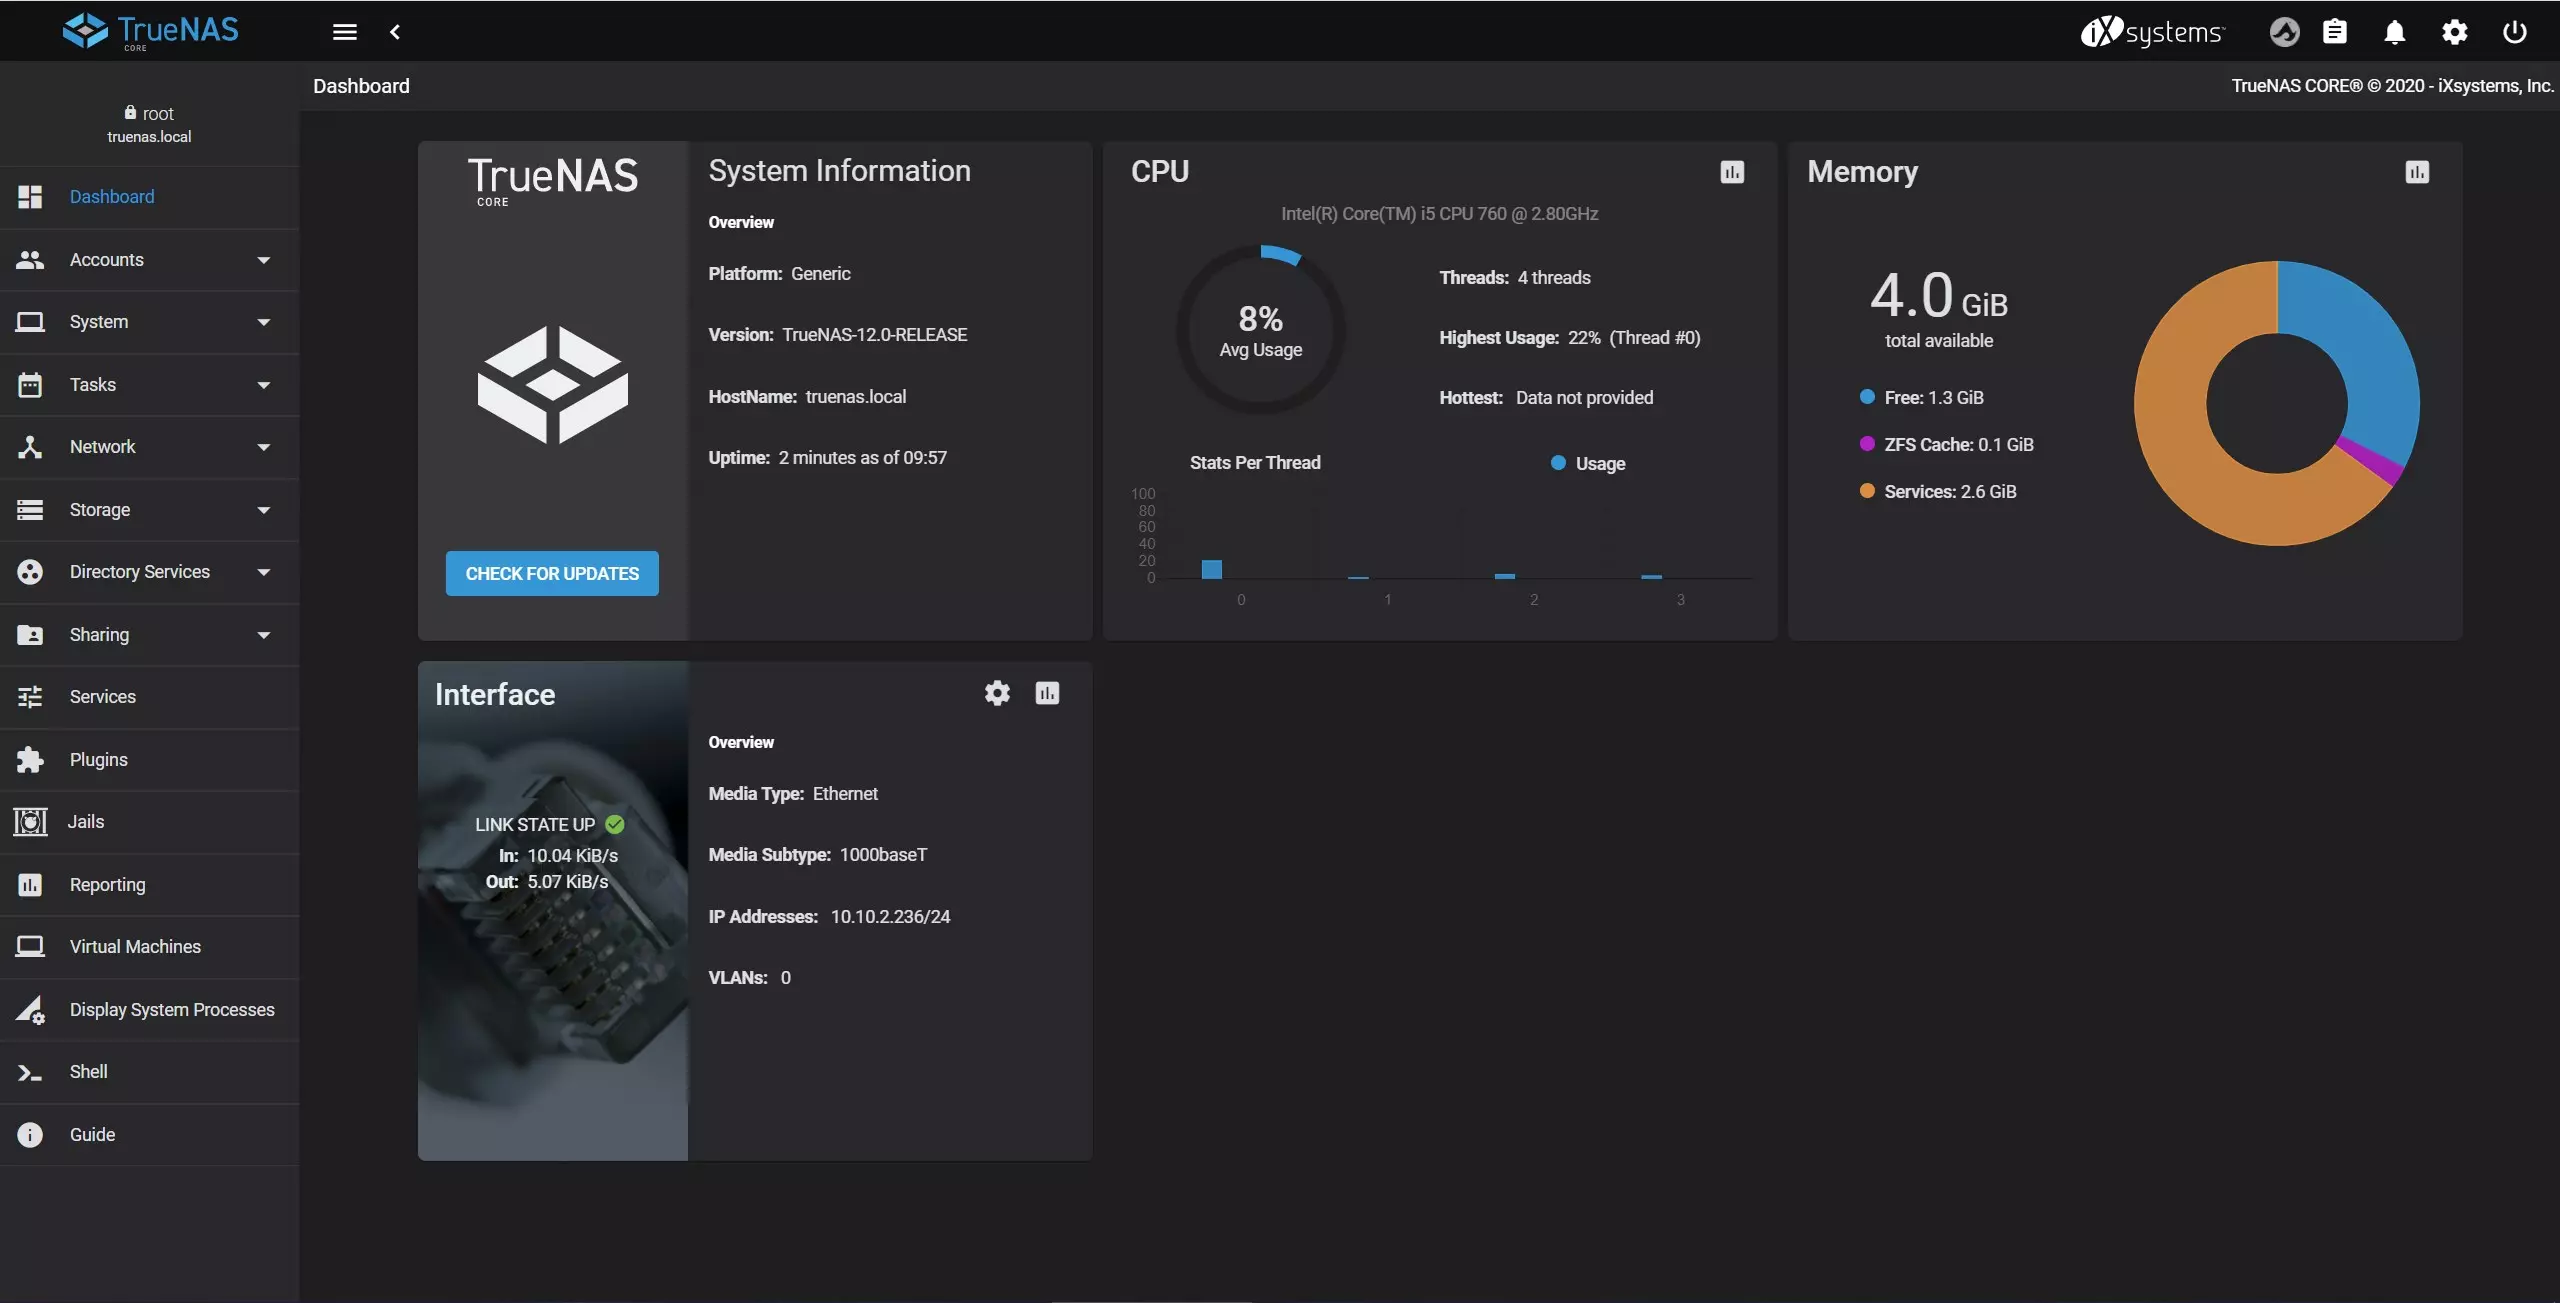 TrueNAS
CORE
iXsystems™
Dashboard
TrueNAS CORE® © 2020 - iXsystems, Inc.
root
truenas.local
Dashboard
Accounts
System
Tasks
Network
Storage
Directory Services
Sharing
Services
Plugins
Jails
Reporting
Virtual Machines
Display System Processes
Shell
Guide
TrueNAS
CORE
CHECK FOR UPDATES
System Information
Overview
Platform: Generic
Version: TrueNAS-12.0-RELEASE
HostName: truenas.local
Uptime: 2 minutes as of 09:57
CPU
Intel(R) Core(TM) i5 CPU 760 @ 2.80GHz
8%
Avg Usage
Threads: 4 threads
Highest Usage: 22% (Thread #0)
Hottest: Data not provided
Stats Per Thread
Usage
100
80
60
40
20
0
0 1 2 3
Memory
4.0 GiB
total available
Free: 1.3 GiB
ZFS Cache: 0.1 GiB
Services: 2.6 GiB
Interface
LINK STATE UP
In: 10.04 KiB/s
Out: 5.07 KiB/s
Overview
Media Type: Ethernet
Media Subtype: 1000baseT
IP Addresses: 10.10.2.236/24
VLANs: 0